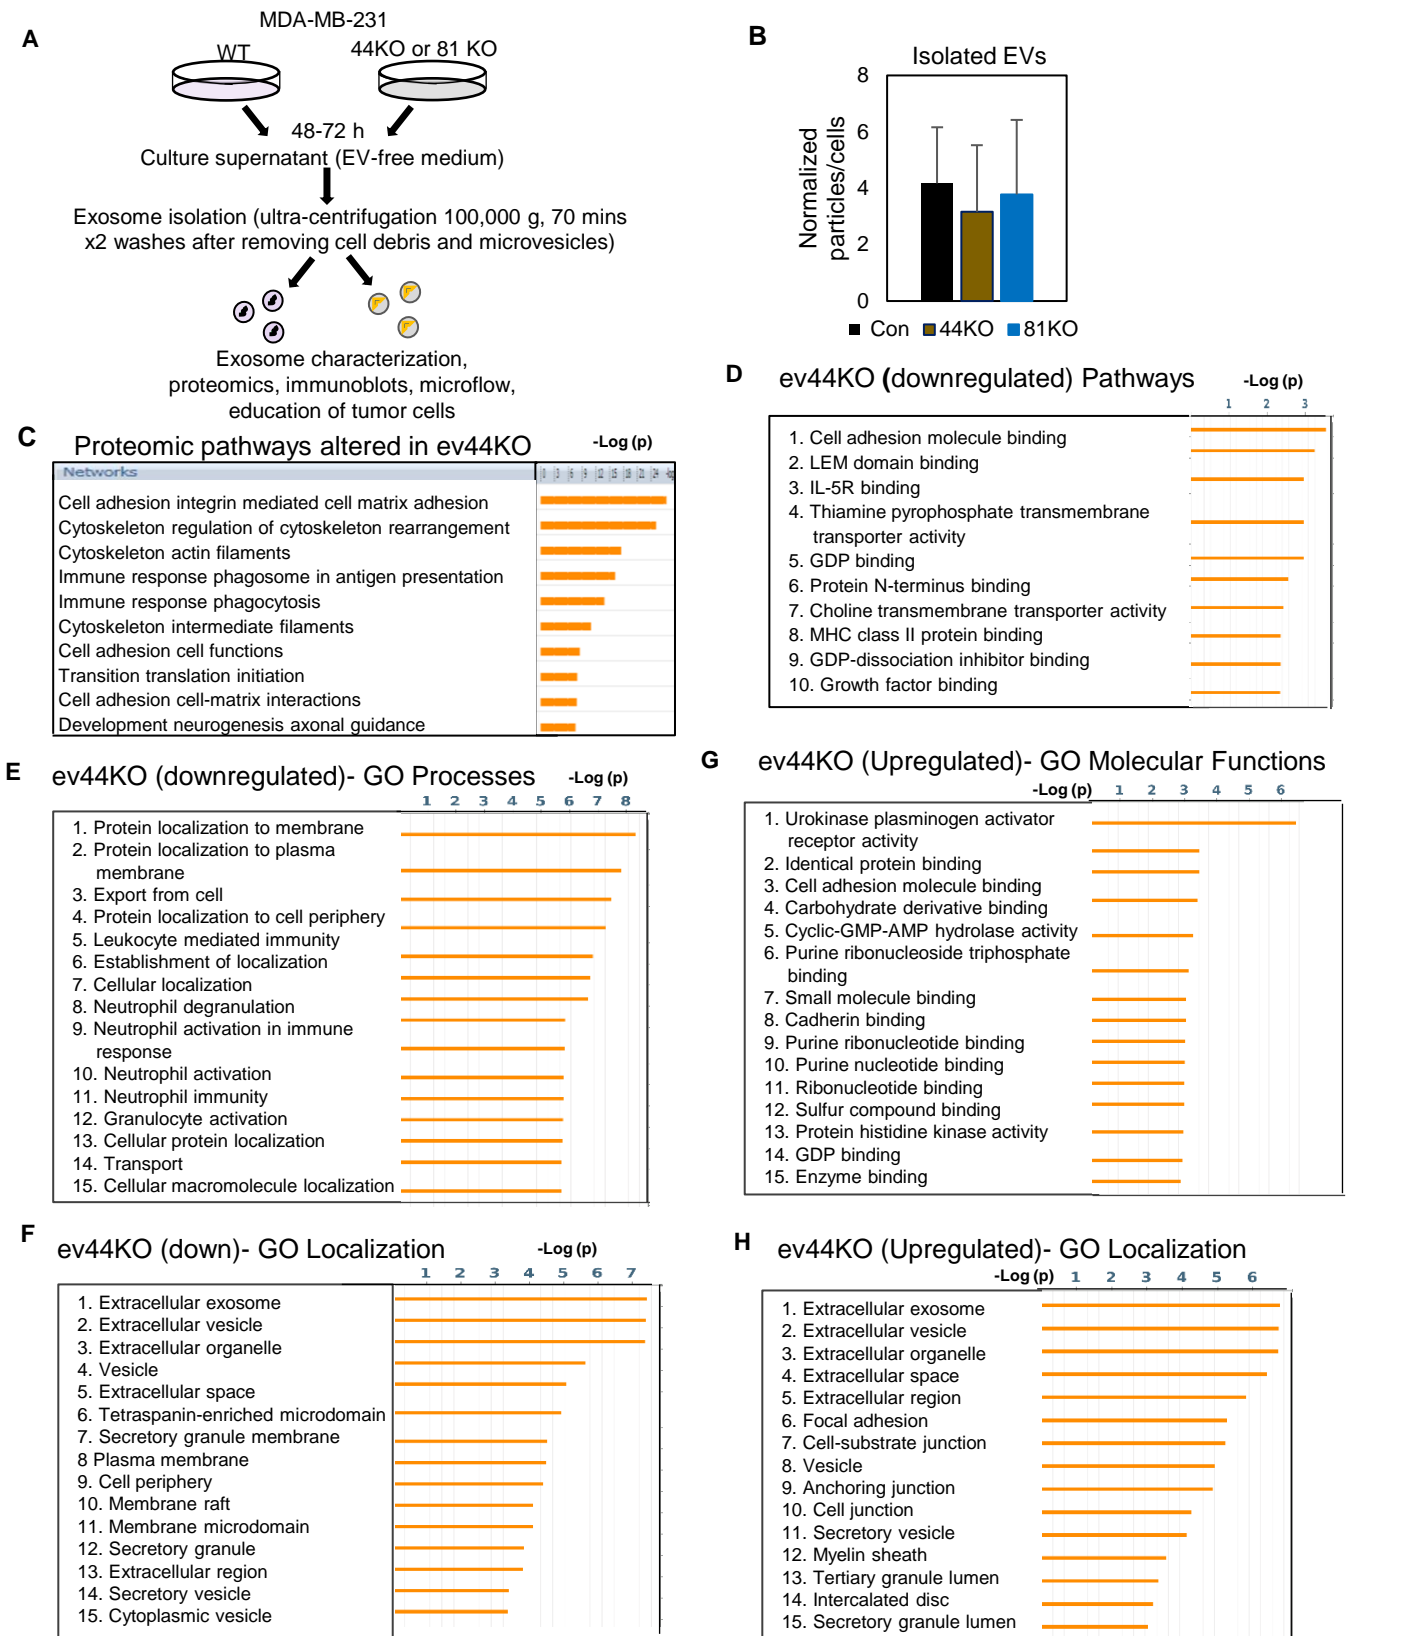 A
MDA-MB-231
WT
44KO or 81 KO
48-72 h
Culture supernatant (EV-free medium)
Exosome isolation (ultra-centrifugation 100,000 g, 70 mins
x2 washes after removing cell debris and microvesicles)
Exosome characterization,
proteomics, immunoblots, microflow,
education of tumor cells
B
Isolated EVs
Normalized
particles/cells
8
6
4
2
0
Con 44KO 81KO
C
Proteomic pathways altered in ev44KO
-Log (p)
Networks
Cell adhesion integrin mediated cell matrix adhesion
Cytoskeleton regulation of cytoskeleton rearrangement
Cytoskeleton actin filaments
Immune response phagosome in antigen presentation
Immune response phagocytosis
Cytoskeleton intermediate filaments
Cell adhesion cell functions
Transition translation initiation
Cell adhesion cell-matrix interactions
Development neurogenesis axonal guidance
D
ev44KO (downregulated) Pathways
-Log (p)
1 2 3
1. Cell adhesion molecule binding
2. LEM domain binding
3. IL-5R binding
4. Thiamine pyrophosphate transmembrane
transporter activity
5. GDP binding
6. Protein N-terminus binding
7. Choline transmembrane transporter activity
8. MHC class II protein binding
9. GDP-dissociation inhibitor binding
10. Growth factor binding
E
ev44KO (downregulated)- GO Processes
-Log (p)
1 2 3 4 5 6 7 8
1. Protein localization to membrane
2. Protein localization to plasma
membrane
3. Export from cell
4. Protein localization to cell periphery
5. Leukocyte mediated immunity
6. Establishment of localization
7. Cellular localization
8. Neutrophil degranulation
9. Neutrophil activation in immune
response
10. Neutrophil activation
11. Neutrophil immunity
12. Granulocyte activation
13. Cellular protein localization
14. Transport
15. Cellular macromolecule localization
G
ev44KO (Upregulated)- GO Molecular Functions
-Log (p)
1 2 3 4 5 6
1. Urokinase plasminogen activator
receptor activity
2. Identical protein binding
3. Cell adhesion molecule binding
4. Carbohydrate derivative binding
5. Cyclic-GMP-AMP hydrolase activity
6. Purine ribonucleoside triphosphate
binding
7. Small molecule binding
8. Cadherin binding
9. Purine ribonucleotide binding
10. Purine nucleotide binding
11. Ribonucleotide binding
12. Sulfur compound binding
13. Protein histidine kinase activity
14. GDP binding
15. Enzyme binding
F
ev44KO (down)- GO Localization
-Log (p)
1 2 3 4 5 6 7
1. Extracellular exosome
2. Extracellular vesicle
3. Extracellular organelle
4. Vesicle
5. Extracellular space
6. Tetraspanin-enriched microdomain
7. Secretory granule membrane
8 Plasma membrane
9. Cell periphery
10. Membrane raft
11. Membrane microdomain
12. Secretory granule
13. Extracellular region
14. Secretory vesicle
15. Cytoplasmic vesicle
H
ev44KO (Upregulated)- GO Localization
-Log (p)
1 2 3 4 5 6
1. Extracellular exosome
2. Extracellular vesicle
3. Extracellular organelle
4. Extracellular space
5. Extracellular region
6. Focal adhesion
7. Cell-substrate junction
8. Vesicle
9. Anchoring junction
10. Cell junction
11. Secretory vesicle
12. Myelin sheath
13. Tertiary granule lumen
14. Intercalated disc
15. Secretory granule lumen